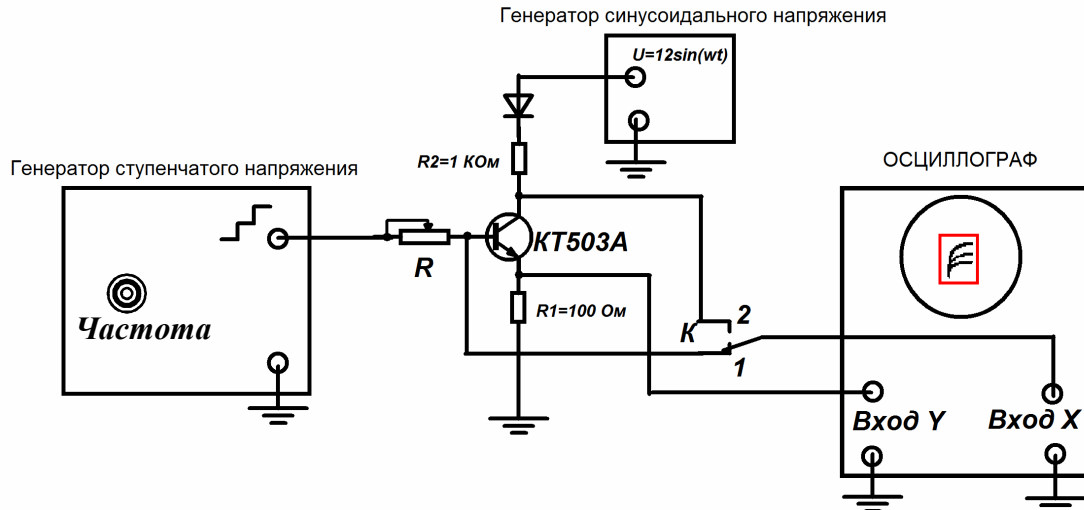 Генератор синусоидального напряжения
U=12sin(wt)
R2=1 КОм
Генератор ступенчатого напряжения
ОСЦИЛЛОГРАФ
КТ503А
R
R1=100 Ом
Частота
2
К
1
Вход Y
Вход X